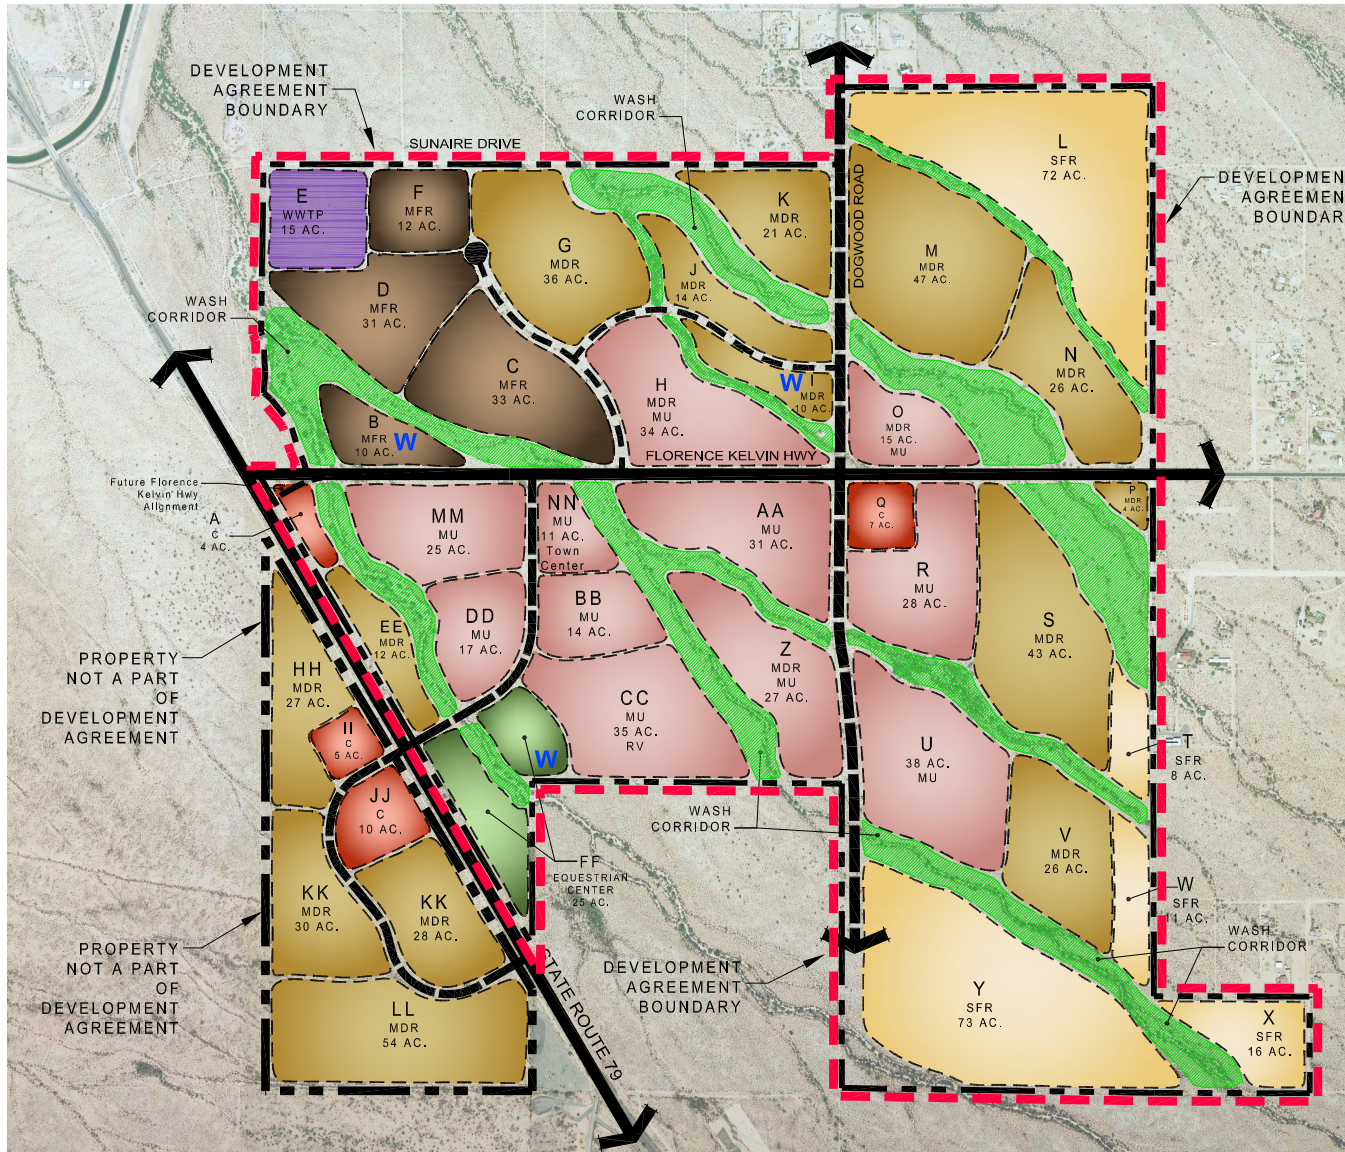 DEVELOPMENT
AGREEMENT
BOUNDARY
SUNAIRE DRIVE
WASH
CORRIDOR
E
WWTP
15 AC.
F
MFR
12 AC.
G
MDR
36 AC.
K
MDR
21 AC.
J
MDR
14 AC.
DOGWOOD ROAD
L
SFR
72 AC.
DEVELOPMEN
AGREEMEN
BOUNDAR
M
MDR
47 AC.
N
MDR
26 AC.
WASH
CORRIDOR
D
MFR
31 AC.
C
MFR
33 AC.
B
MFR
10 AC.
W
H
MDR
MU
34 AC.
W
I
MDR
10 AC.
O
MDR
15 AC.
MU
FLORENCE KELVIN HWY
Future Florence
Kelvin Hwy
Allgnment
A
C
4 AC.
MM
MU
25 AC.
NN
MU
11 AC.
Town
Center
AA
MU
31 AC.
Q
C
7 AC.
R
MU
28 AC.
P
MDR
4 AC.
S
MDR
43 AC.
EE
MDR
12 AC.
DD
MU
17 AC.
BB
MU
14 AC.
Z
MDR
MU
27 AC.
CC
MU
35 AC.
RV
W
U
38 AC.
MU
T
SFR
8 AC.
PROPERTY
NOT A PART
OF
DEVELOPMENT
AGREEMENT
HH
MDR
27 AC.
II
C
5 AC.
JJ
C
10 AC.
WASH
CORRIDOR
V
MDR
26 AC.
W
SFR
11 AC.
FF
EQUESTRIAN
CENTER
25 AC.
KK
MDR
30 AC.
KK
MDR
28 AC.
WASH
CORRIDOR
PROPERTY
NOT A PART
OF
DEVELOPMENT
AGREEMENT
DEVELOPMENT
AGREEMENT
BOUNDARY
LL
MDR
54 AC.
STATE ROUTE 79
Y
SFR
73 AC.
X
SFR
16 AC.